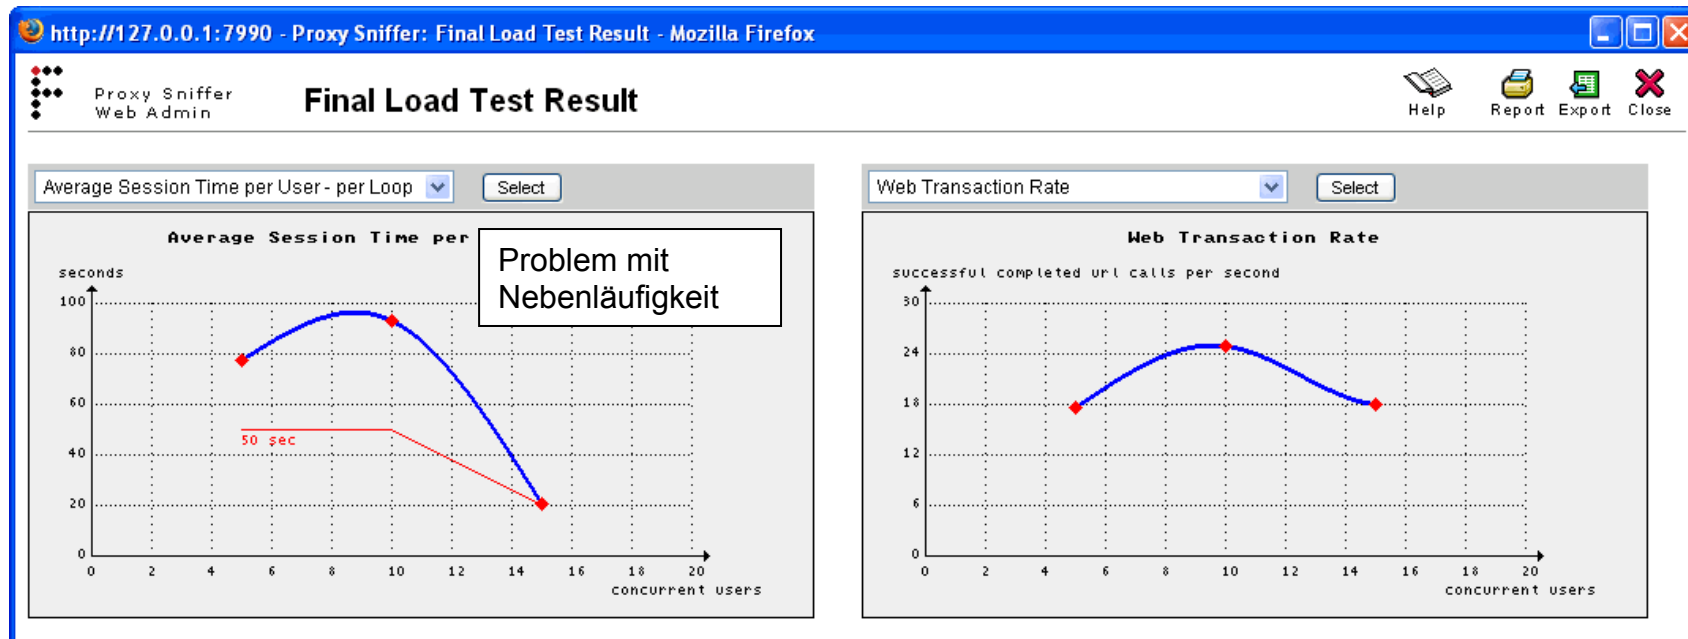 http://127.0.0.1:7990 - Proxy Sniffer: Final Load Test Result - Mozilla Firefox
Proxy Sniffer
Web Admin
Final Load Test Result
Help
Report
Export
Close
Average Session Time per User - per Loop
Select
Average Session Time per
Problem mit
Nebenläufigkeit
seconds
100
80
60
50 sec
40
20
0
0 2 4 6 8 10 12 14 16 18 20
concurrent users
Web Transaction Rate
Select
Web Transaction Rate
successful completed url calls per second
30
24
18
12
6
0
0 2 4 6 8 10 12 14 16 18 20
concurrent users